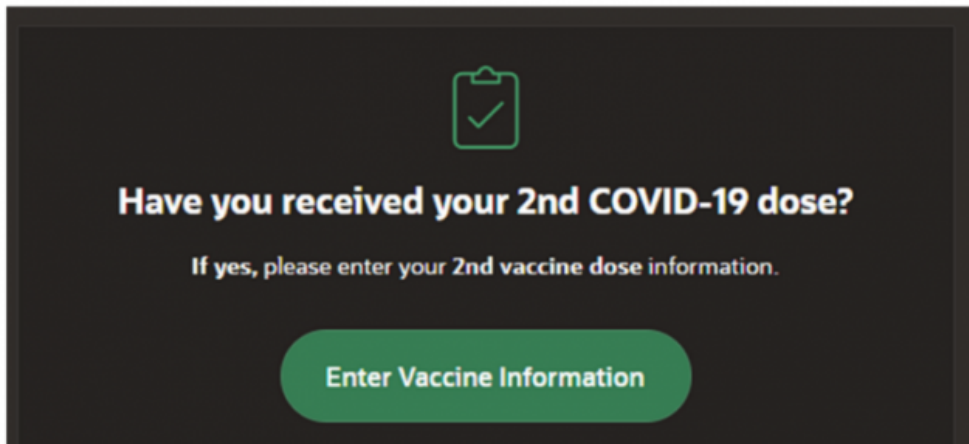 Have you received your 2nd COVID-19 dose?
If yes, please enter your 2nd vaccine dose information.
Enter Vaccine Information